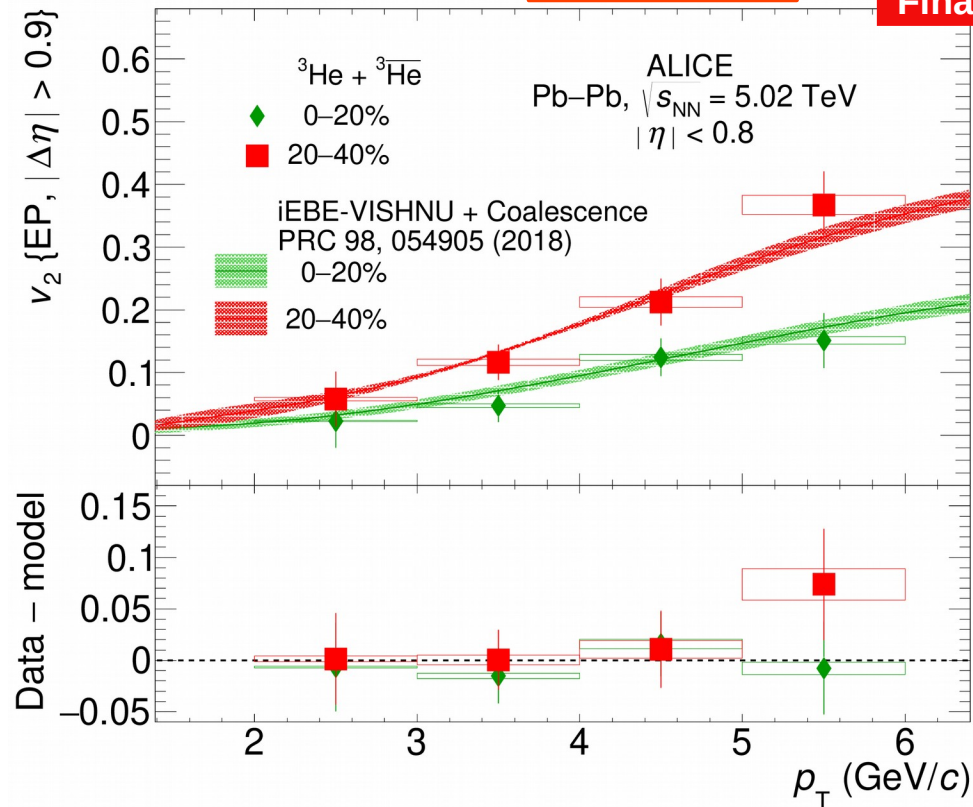 Fina
v₂ {EP, |Δη| > 0.9}
0.6
0.5
0.4
0.3
0.2
0.1
0
³He + ³H̅e̅
0–20%
20–40%
ALICE
Pb–Pb, √s_NN = 5.02 TeV
|η| < 0.8
iEBE-VISHNU + Coalescence
PRC 98, 054905 (2018)
0–20%
20–40%
Data – model
0.15
0.1
0.05
0
−0.05
2 3 4 5 6
p_T (GeV/c)